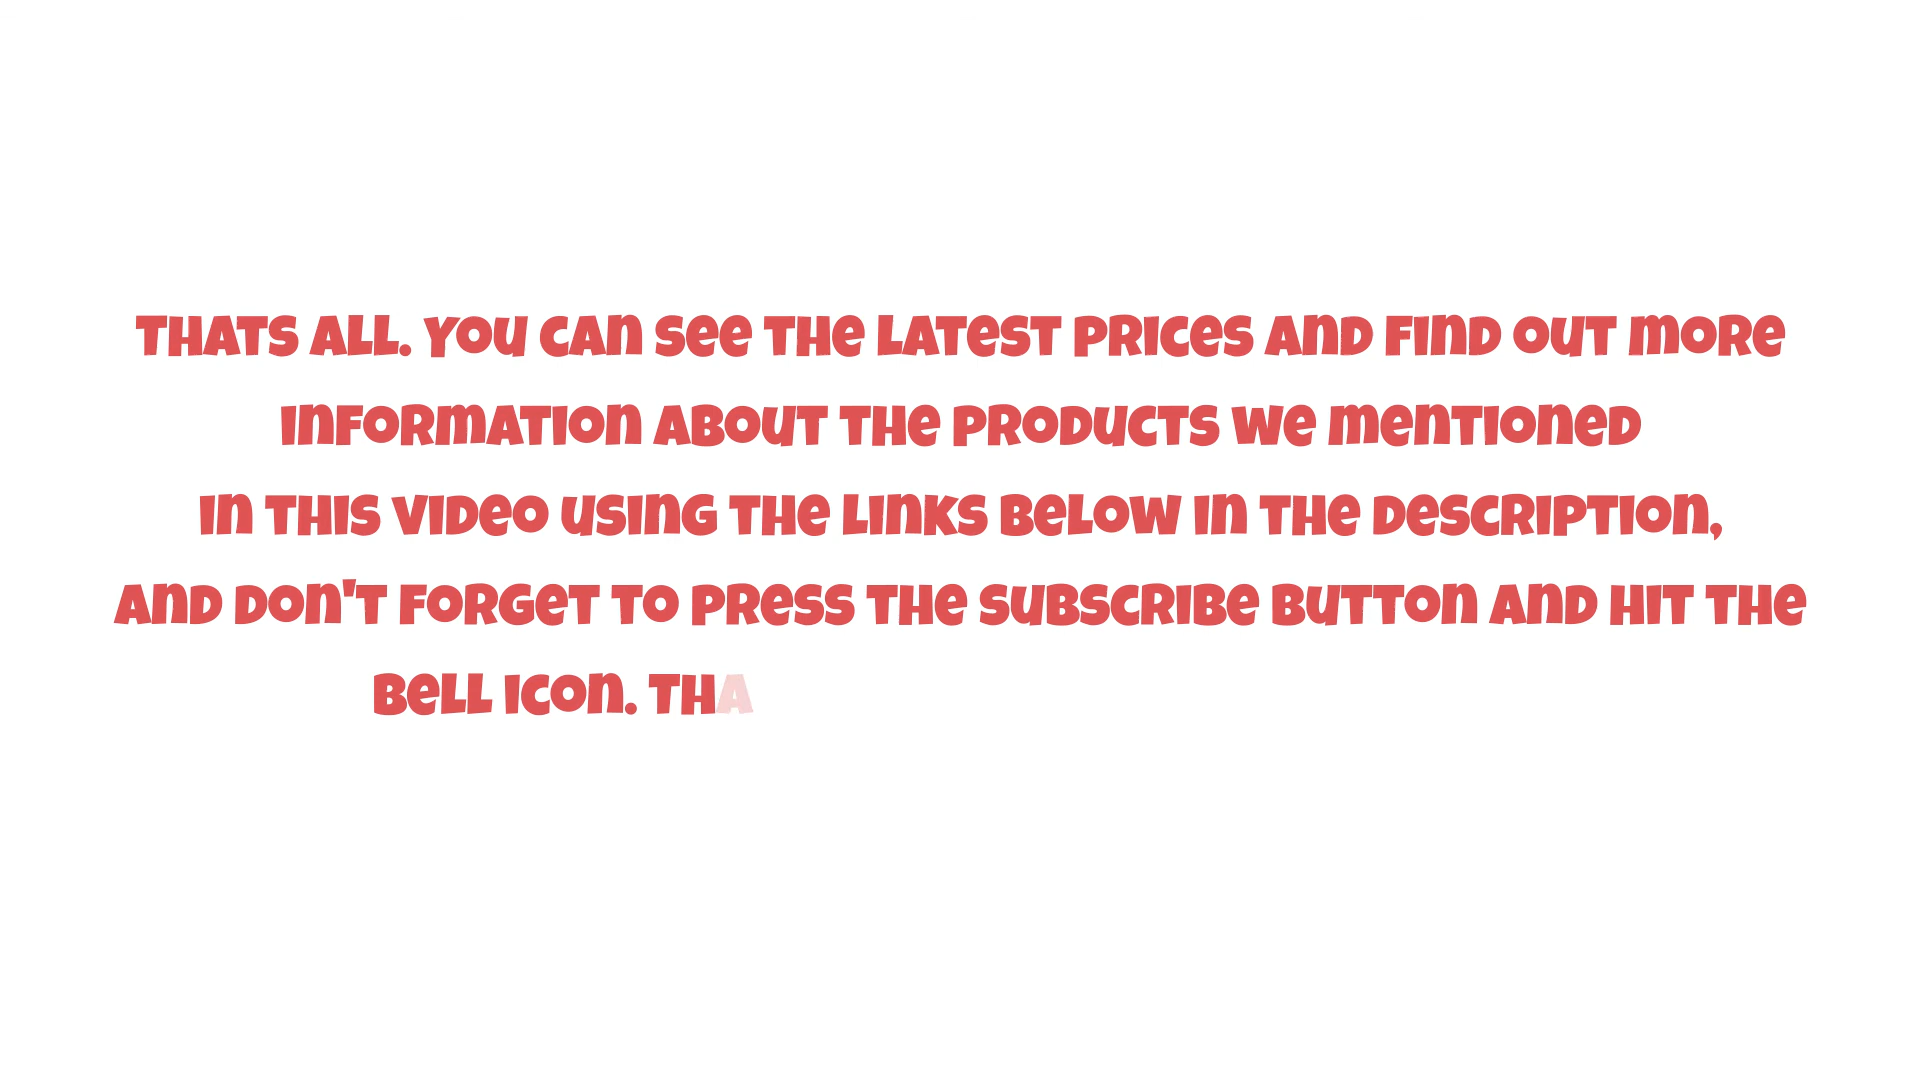 THATS ALL. YOU CAN SEE THE LATEST PRICES AND FIND OUT MORE
INFORMATION ABOUT THE PRODUCTS WE MENTIONED
IN THIS VIDEO USING THE LINKS BELOW IN THE DESCRIPTION,
AND DON'T FORGET TO PRESS THE SUBSCRIBE BUTTON AND HIT THE
BELL ICON. THA